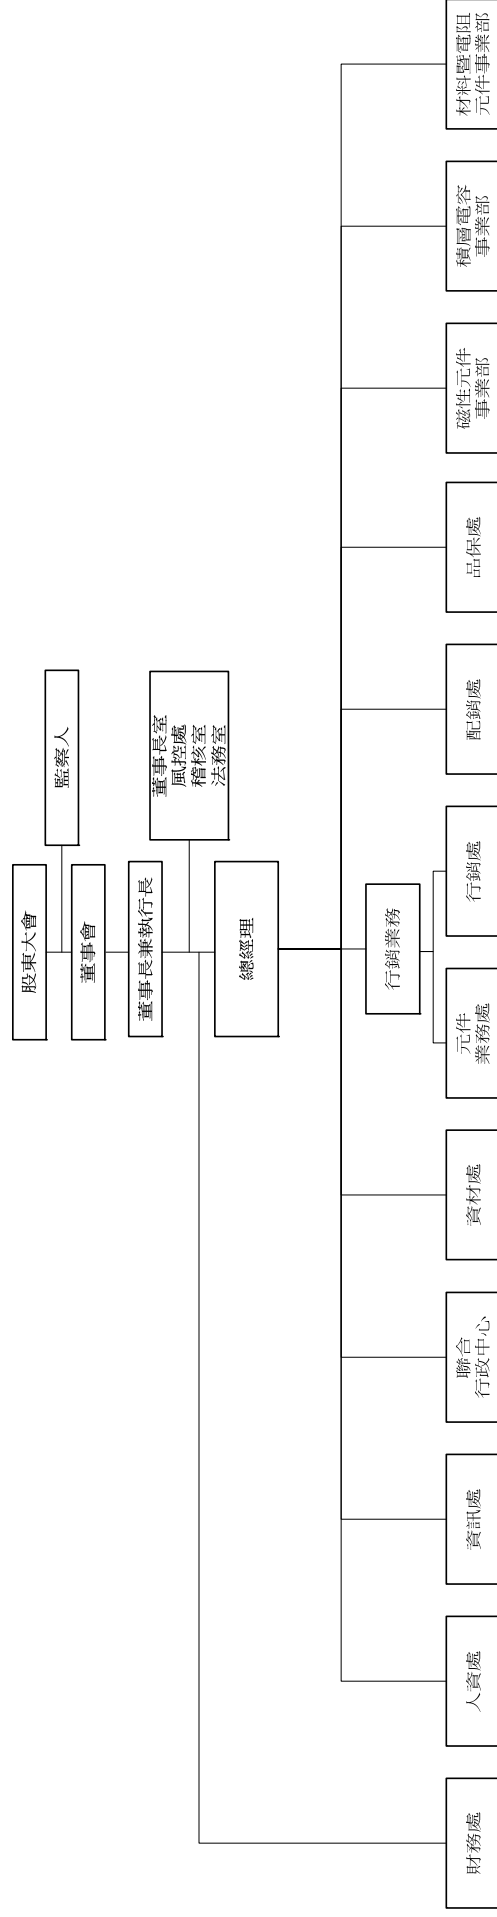 股東大會
監察人
董事會
董事長兼執行長
董事長室
風控處
稽核室
法務室
總經理
行銷業務
財務處
人資處
資訊處
聯合
行政中心
資材處
元件
業務處
行銷處
配銷處
品保處
磁性元件
事業部
積層電容
事業部
材料暨電阻
元件事業部